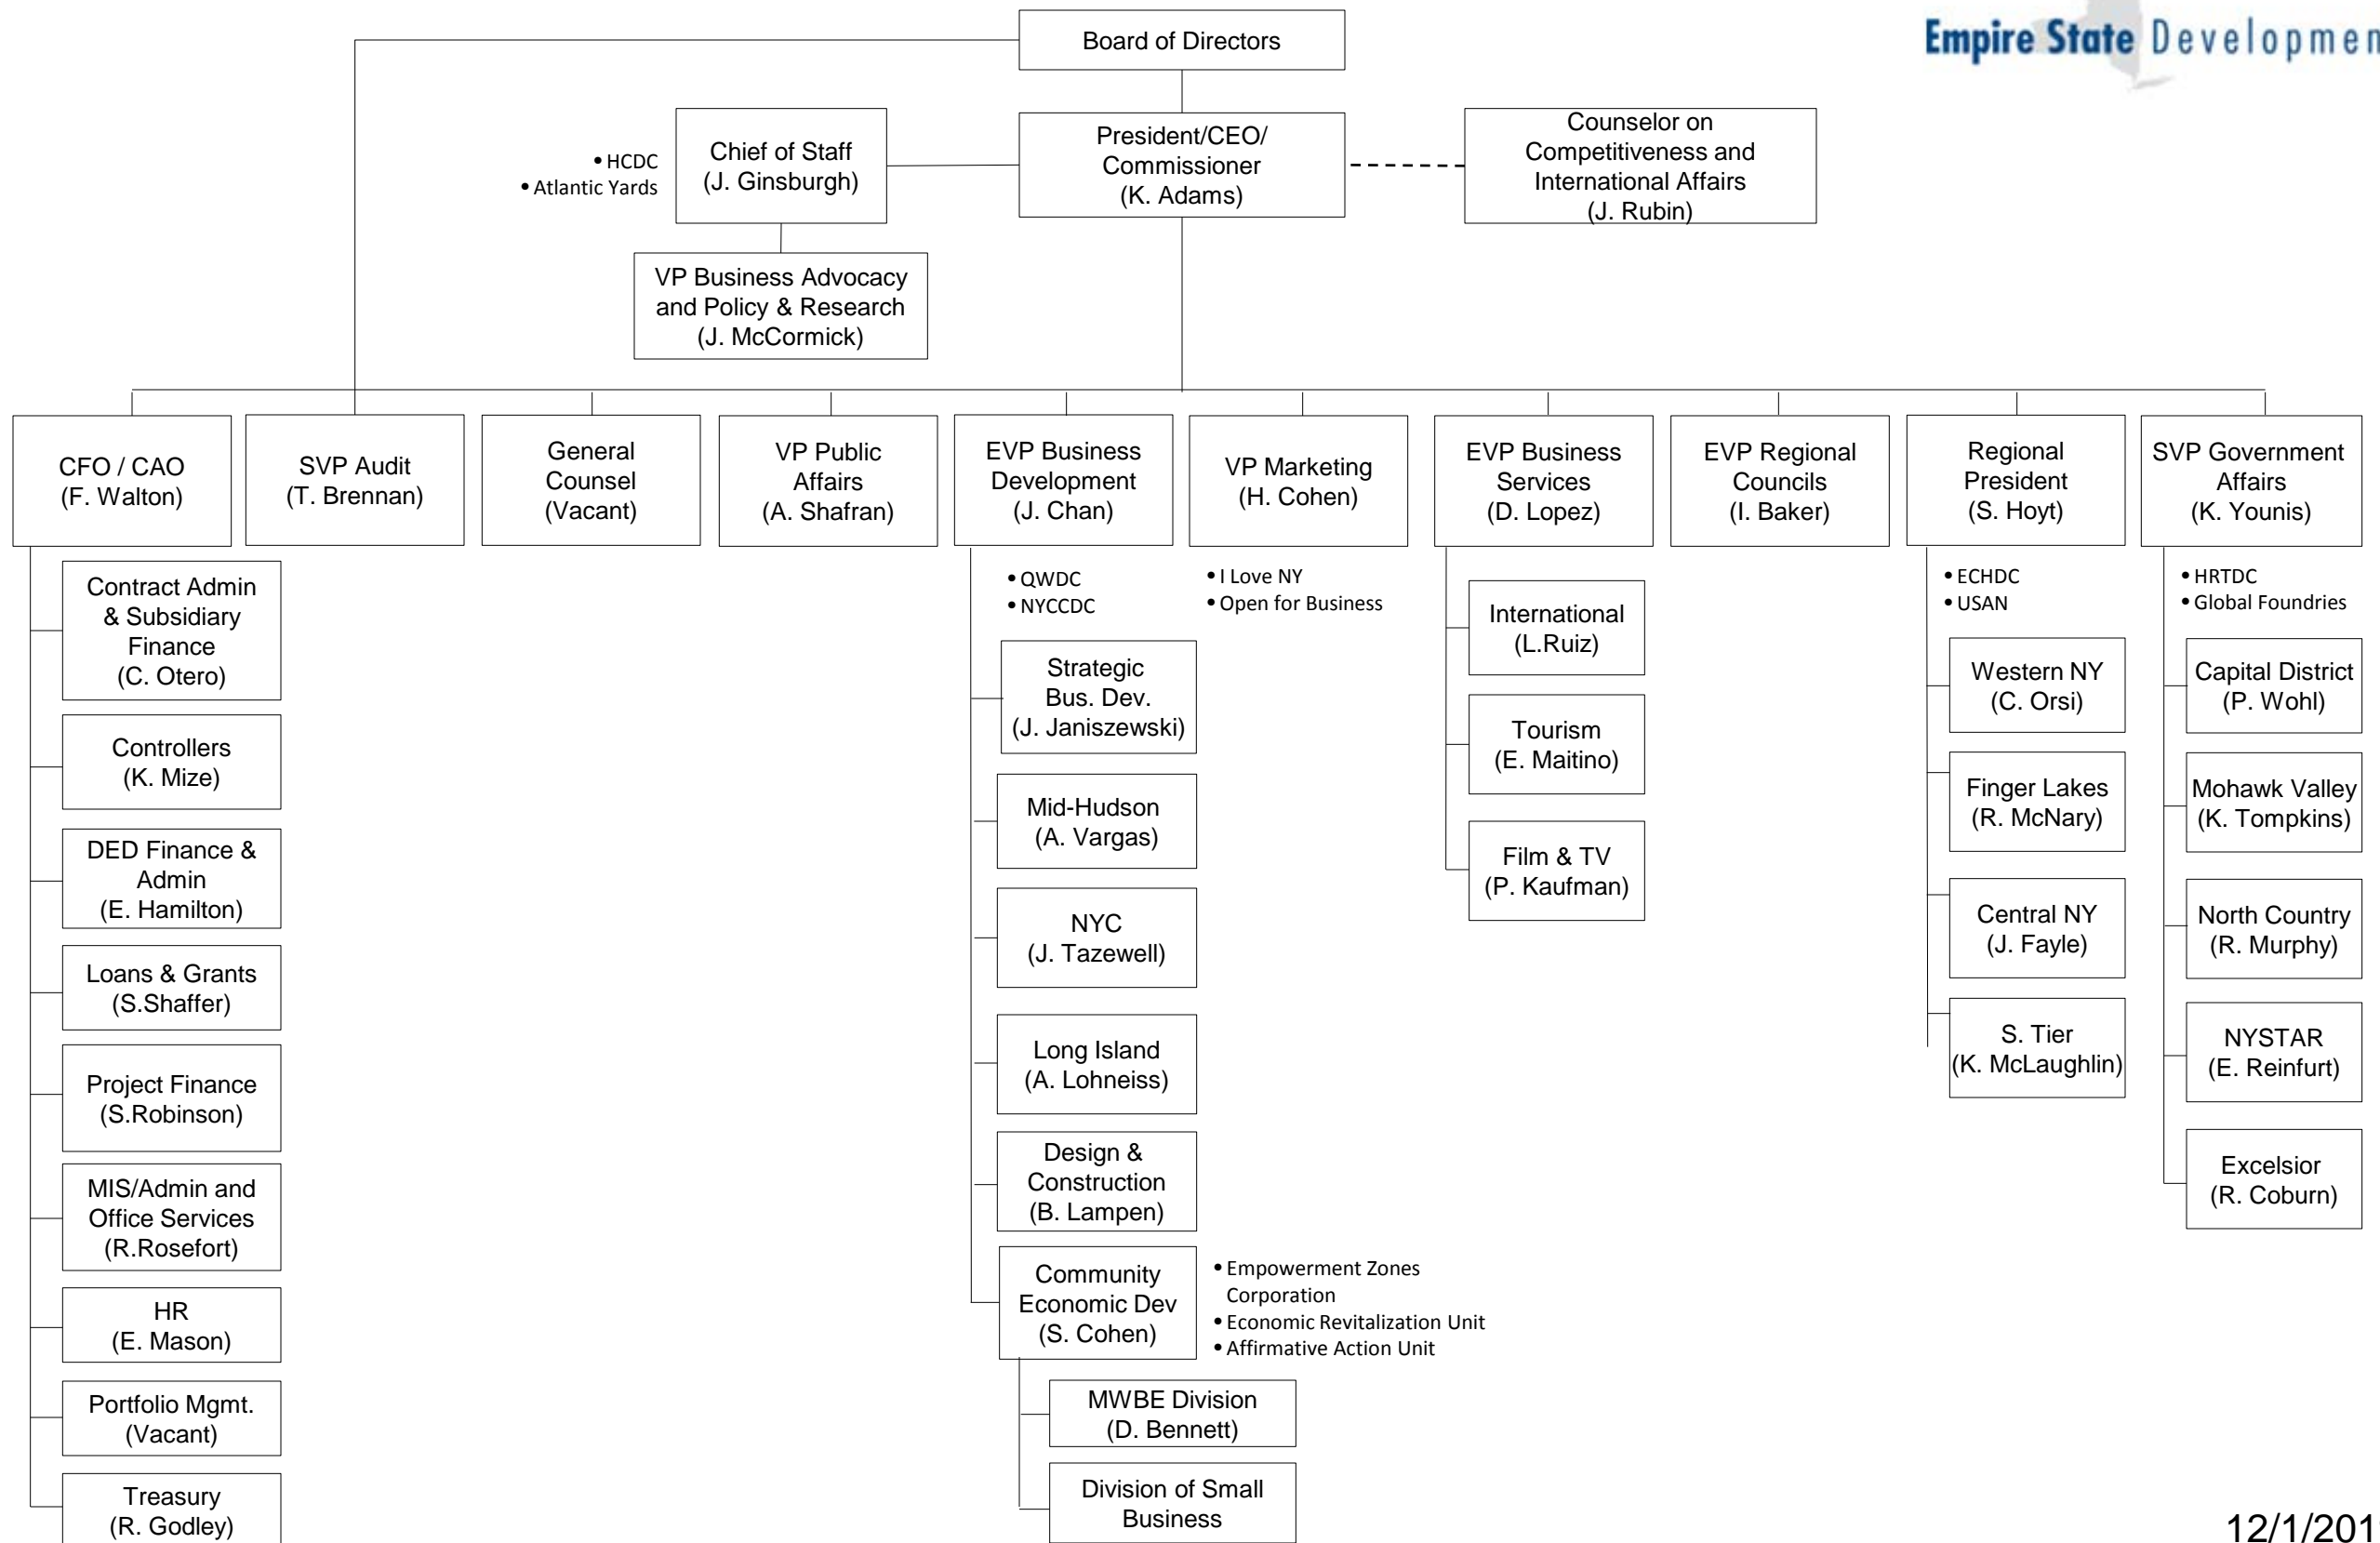 Empire State Developmen
Board of Directors
President/CEO/
Commissioner
(K. Adams)
Counselor on
Competitiveness and
International Affairs
(J. Rubin)
• HCDC
• Atlantic Yards
Chief of Staff
(J. Ginsburgh)
VP Business Advocacy
and Policy & Research
(J. McCormick)
CFO / CAO
(F. Walton)
SVP Audit
(T. Brennan)
General
Counsel
(Vacant)
VP Public
Affairs
(A. Shafran)
EVP Business
Development
(J. Chan)
VP Marketing
(H. Cohen)
EVP Business
Services
(D. Lopez)
EVP Regional
Councils
(I. Baker)
Regional
President
(S. Hoyt)
SVP Government
Affairs
(K. Younis)
Contract Admin
& Subsidiary
Finance
(C. Otero)
Controllers
(K. Mize)
DED Finance &
Admin
(E. Hamilton)
Loans & Grants
(S.Shaffer)
Project Finance
(S.Robinson)
MIS/Admin and
Office Services
(R.Rosefort)
HR
(E. Mason)
Portfolio Mgmt.
(Vacant)
Treasury
(R. Godley)
• QWDC
• NYCCDC
Strategic
Bus. Dev.
(J. Janiszewski)
Mid-Hudson
(A. Vargas)
NYC
(J. Tazewell)
Long Island
(A. Lohneiss)
Design &
Construction
(B. Lampen)
Community
Economic Dev
(S. Cohen)
• Empowerment Zones
Corporation
• Economic Revitalization Unit
• Affirmative Action Unit
MWBE Division
(D. Bennett)
Division of Small
Business
• I Love NY
• Open for Business
International
(L.Ruiz)
Tourism
(E. Maitino)
Film & TV
(P. Kaufman)
• ECHDC
• USAN
Western NY
(C. Orsi)
Finger Lakes
(R. McNary)
Central NY
(J. Fayle)
S. Tier
(K. McLaughlin)
• HRTDC
• Global Foundries
Capital District
(P. Wohl)
Mohawk Valley
(K. Tompkins)
North Country
(R. Murphy)
NYSTAR
(E. Reinfurt)
Excelsior
(R. Coburn)
12/1/201